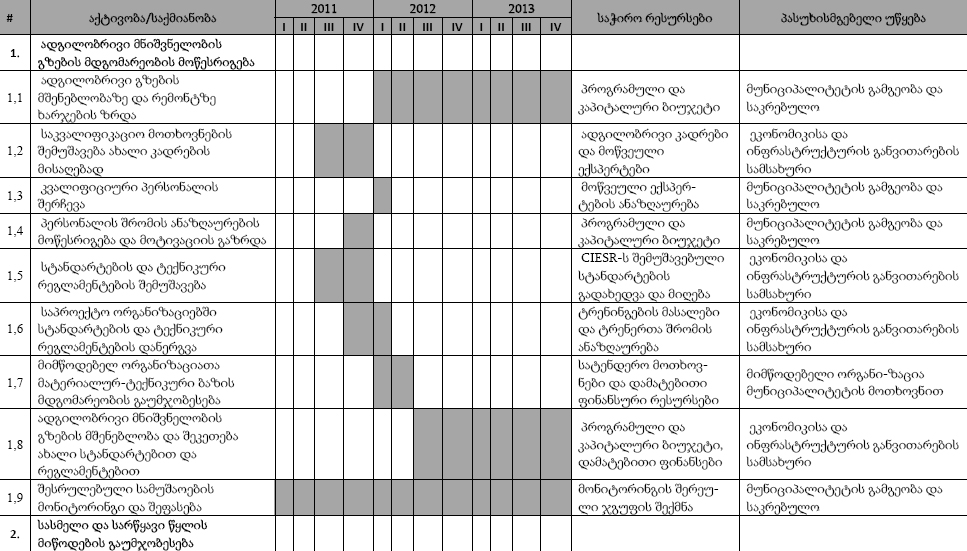 # აქტივობა/საქმიანობა 2011 2012 2013 საჭირო რესურსები პასუხისმგებელი უწყება
I II III IV I II III IV I II III IV
1. ადგილობრივი მნიშვნელობის
გზების მდგომარეობის მოწესრიგება
1,1 ადგილობრივი გზების
მშენებლობაზე და რემონტზე
ხარჯების ზრდა
პროგრამული და
კაპიტალური ბიუჯეტი
მუნიციპალიტეტის გამგეობა და
საკრებულო
1,2 საკვალიფიკაციო მოთხოვნების
შემუშავება ახალი კადრების
მისაღებად
ადგილობრივი კადრები
და მოწვეული
ექსპერტები
ეკონომიკისა და
ინფრასტრუქტურის განვითარების
სამსახური
1,3 კვალიფიციური პერსონალის
შერჩევა
მოწვეული ექსპერ-
ტების ანაზღაურება
მუნიციპალიტეტის გამგეობა და
საკრებულო
1,4 პერსონალის შრომის ანაზღაურების
მოწესრიგება და მოტივაციის გაზრდა
პროგრამული და
კაპიტალური ბიუჯეტი
მუნიციპალიტეტის გამგეობა და
საკრებულო
1,5 სტანდარტების და ტექნიკური
რეგლამენტების შემუშავება
CIESR-ს შემუშავებული
სტანდარტების
გადახედვა და მიღება
ეკონომიკისა და
ინფრასტრუქტურის განვითარების
სამსახური
1,6 საპროექტო ორგანიზაციებში
სტანდარტების და ტექნიკური
რეგლამენტების დანერგვა
ტრენინგების მასალები
და ტრენერთა შრომის
ანაზღაურება
ეკონომიკისა და
ინფრასტრუქტურის განვითარების
სამსახური
1,7 მიმწოდებელ ორგანიზაციათა
მატერიალურ-ტექნიკური ბაზის
მდგომარეობის გაუმჯობესება
სატენდერო მოთხოვ-
ნები და დამატებითი
ფინანსური რესურსები
მიმწოდებელი ორგანი-ზაცია
მუნიციპალიტეტის მოთხოვნით
1,8 ადგილობრივი მნიშვნელობის
გზების მშენებლობა და შეკეთება
ახალი სტანდარტებით და
რეგლამენტებით
პროგრამული და
კაპიტალური ბიუჯეტი,
დამატებითი ფინანსები
ეკონომიკისა და
ინფრასტრუქტურის განვითარების
სამსახური
1,9 შესრულებული სამუშაოების
მონიტორინგი და შეფასება
მონიტორინგის შერეუ-
ლი ჯგუფის შექმნა
მუნიციპალიტეტის გამგეობა და
საკრებულო
2. სასმელი და სარწყავი წყლის
მიწოდების გაუმჯობესება